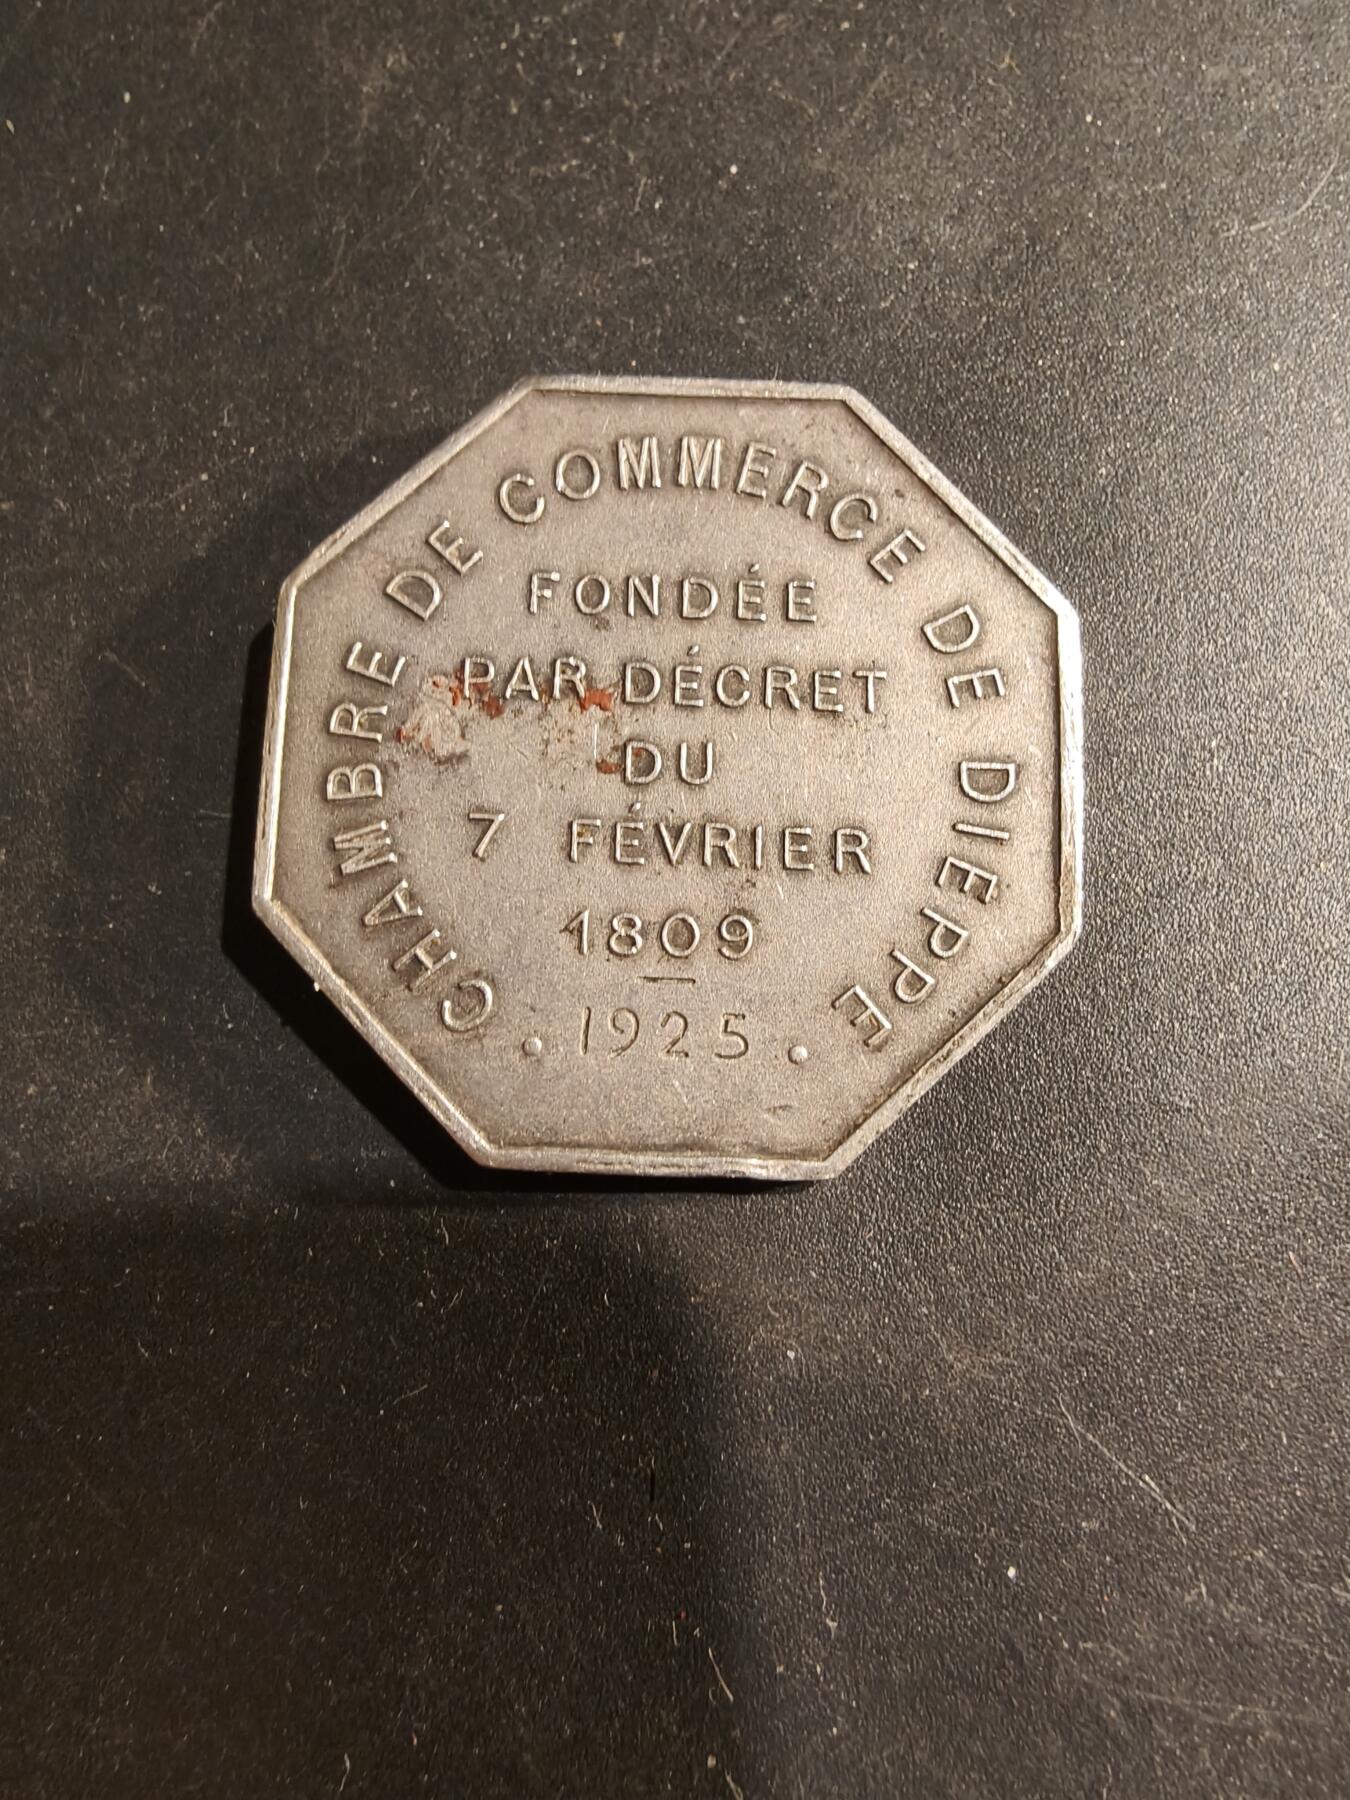 CHAMBRE DE COMMERCE DE DIEPPE
FONDÉE
PAR DÉCRET
DU
7 FÉVRIER
1809
. 1925 .